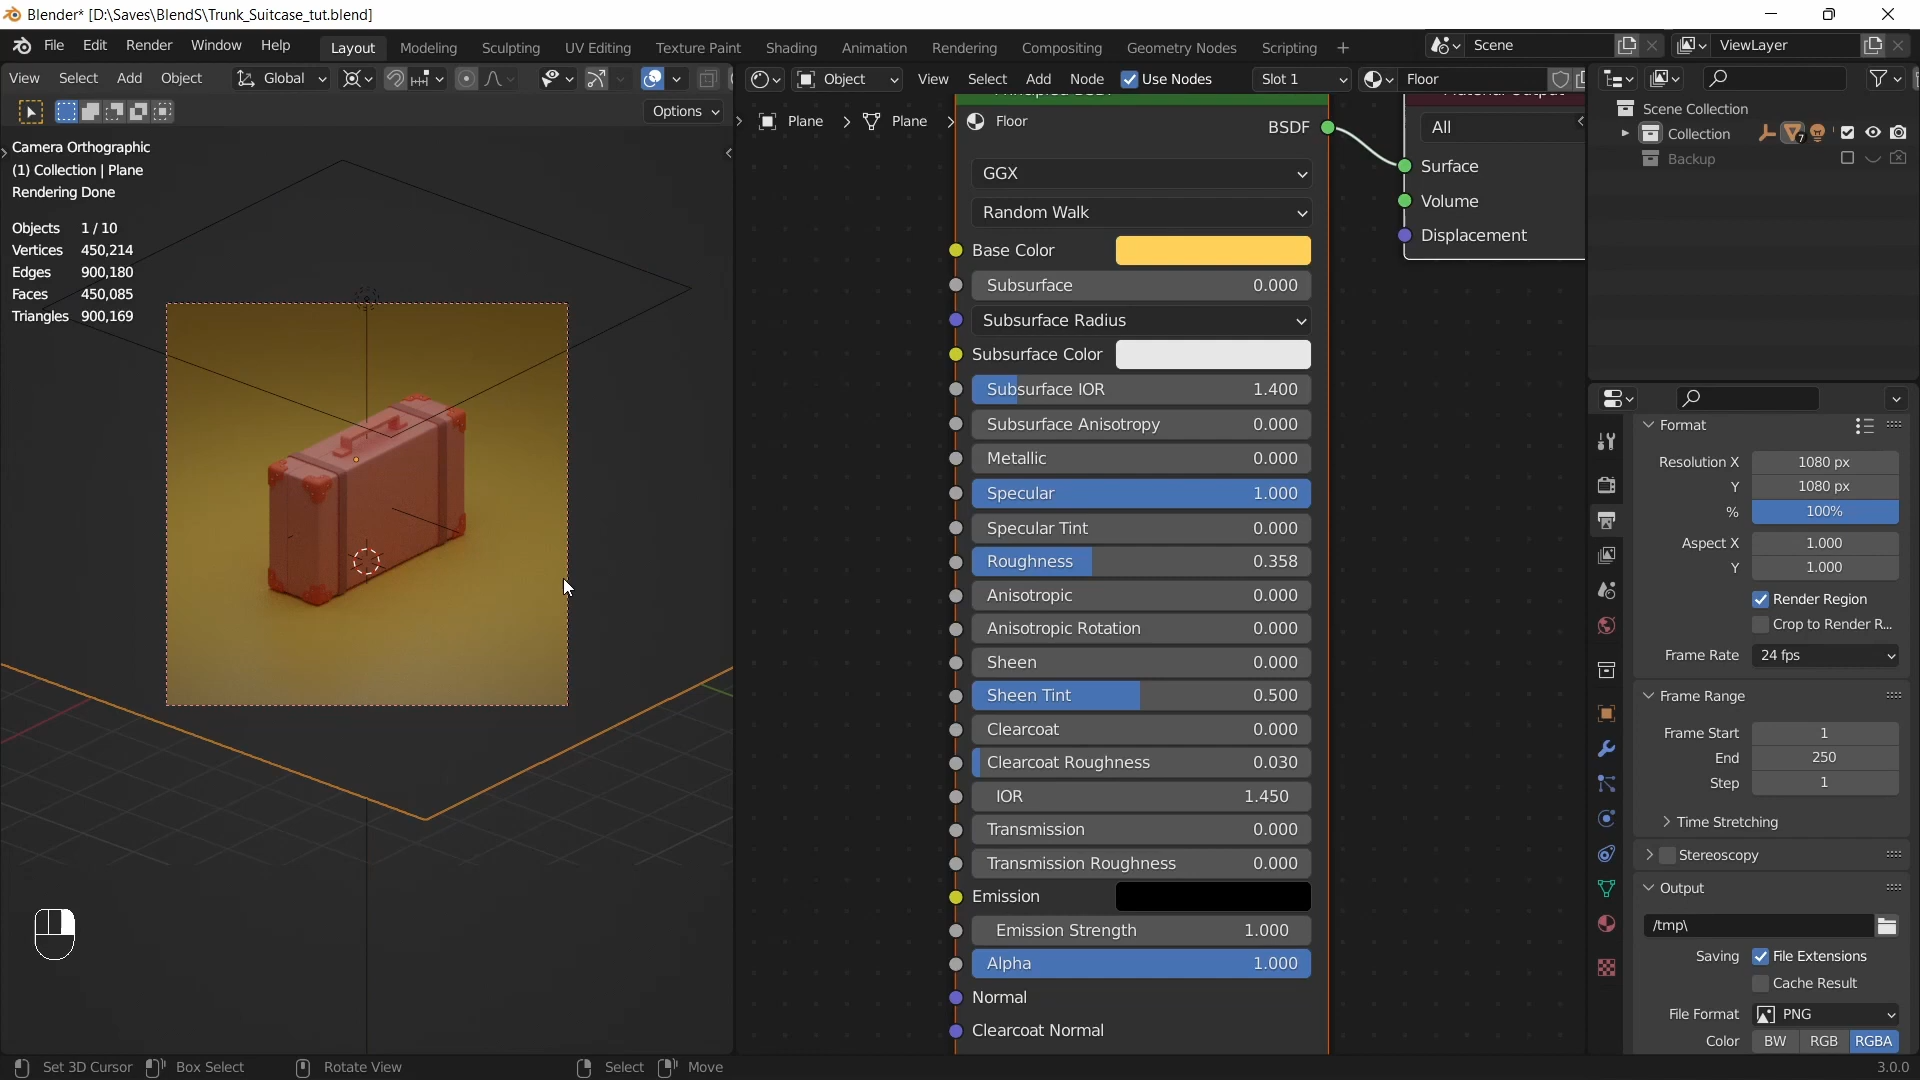 Blender* [D:\Saves\BlendS\Trunk_Suitcase_tut.blend]
File Edit Render Window Help Layout Modeling Sculpting UV Editing Texture Paint Shading Animation Rendering Compositing Geometry Nodes Scripting Scene ViewLayer
View Select Add Object Global Object View Select Add Node Use Nodes Slot 1 Floor
Options
Camera Orthographic
(1) Collection | Plane
Rendering Done
Objects 1 / 10
Vertices 450,214
Edges 900,180
Faces 450,085
Triangles 900,169
Plane > Plane > Floor
BSDF
GGX
Random Walk
Base Color
Subsurface 0.000
Subsurface Radius
Subsurface Color
Subsurface IOR 1.400
Subsurface Anisotropy 0.000
Metallic 0.000
Specular 1.000
Specular Tint 0.000
Roughness 0.358
Anisotropic 0.000
Anisotropic Rotation 0.000
Sheen 0.000
Sheen Tint 0.500
Clearcoat 0.000
Clearcoat Roughness 0.030
IOR 1.450
Transmission 0.000
Transmission Roughness 0.000
Emission
Emission Strength 1.000
Alpha 1.000
Normal
Clearcoat Normal
All
Surface
Volume
Displacement
Scene Collection
Collection 7
Backup
Format
Resolution X 1080 px
Y 1080 px
% 100%
Aspect X 1.000
Y 1.000
Render Region
Crop to Render R...
Frame Rate 24 fps
Frame Range
Frame Start 1
End 250
Step 1
Time Stretching
Stereoscopy
Output
/tmp\
Saving File Extensions
Cache Result
File Format PNG
Color BW RGB RGBA
Set 3D Cursor Box Select Rotate View Select Move 3.0.0